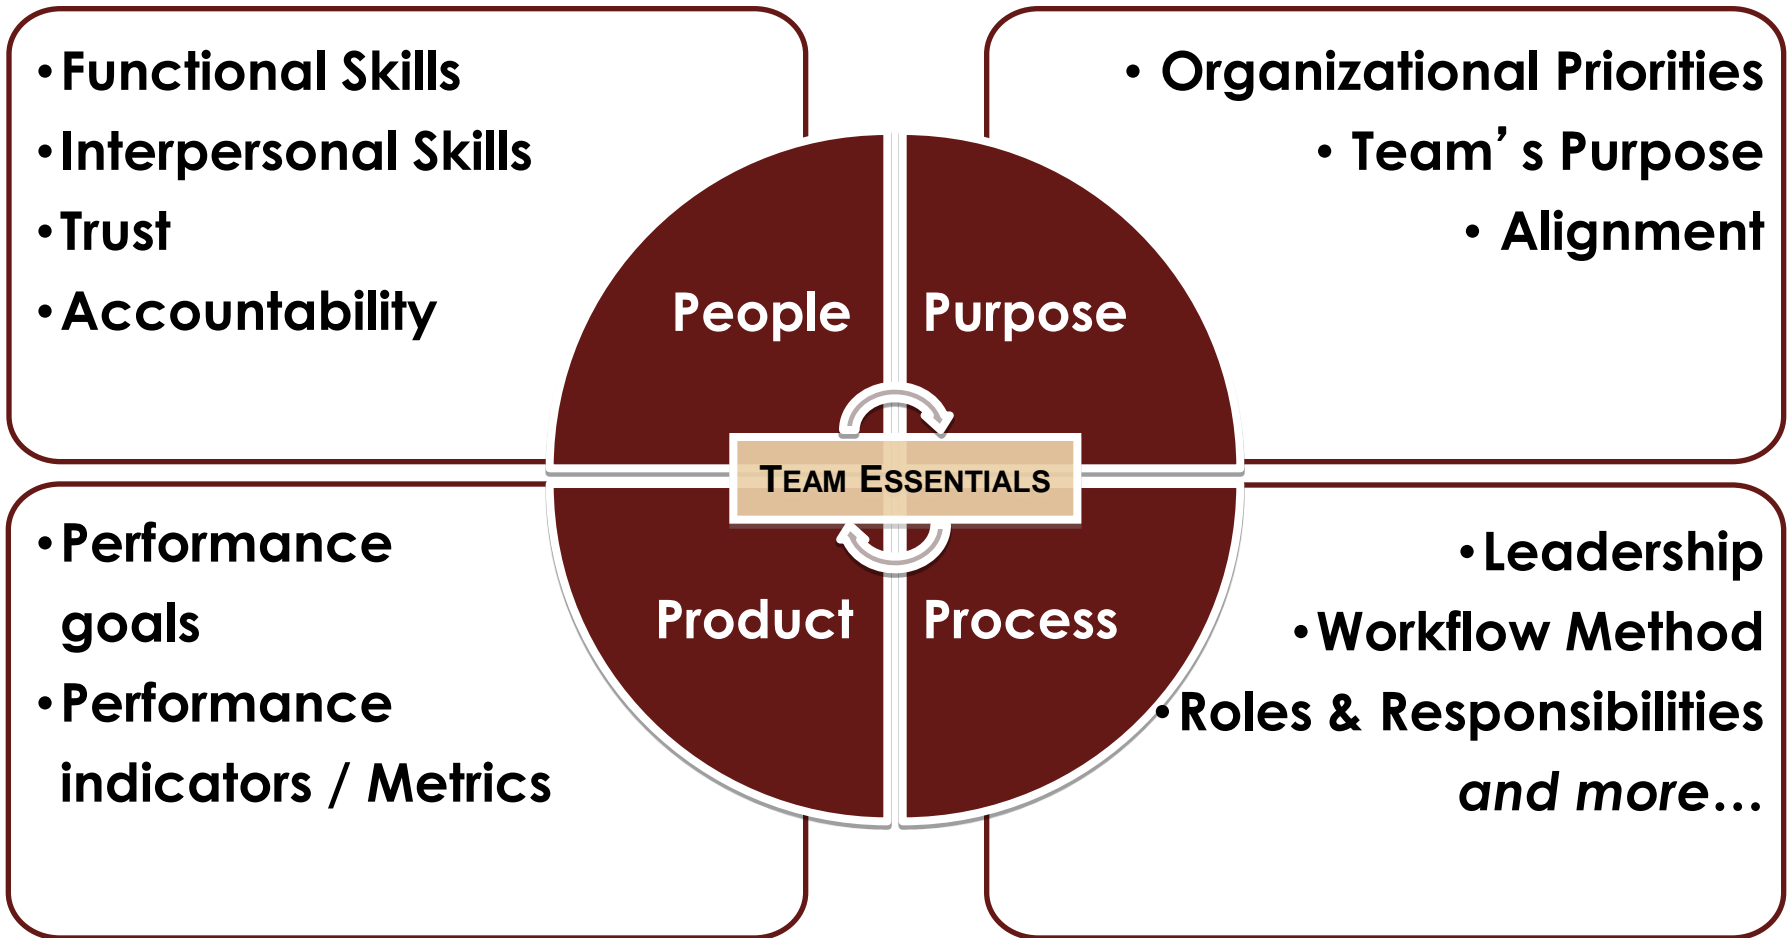 • Functional Skills
• Interpersonal Skills
• Trust
• Accountability
• Organizational Priorities
• Team’s Purpose
• Alignment
People
Purpose
TEAM ESSENTIALS
Product
Process
• Performance
goals
• Performance
indicators / Metrics
• Leadership
• Workflow Method
• Roles & Responsibilities
and more…